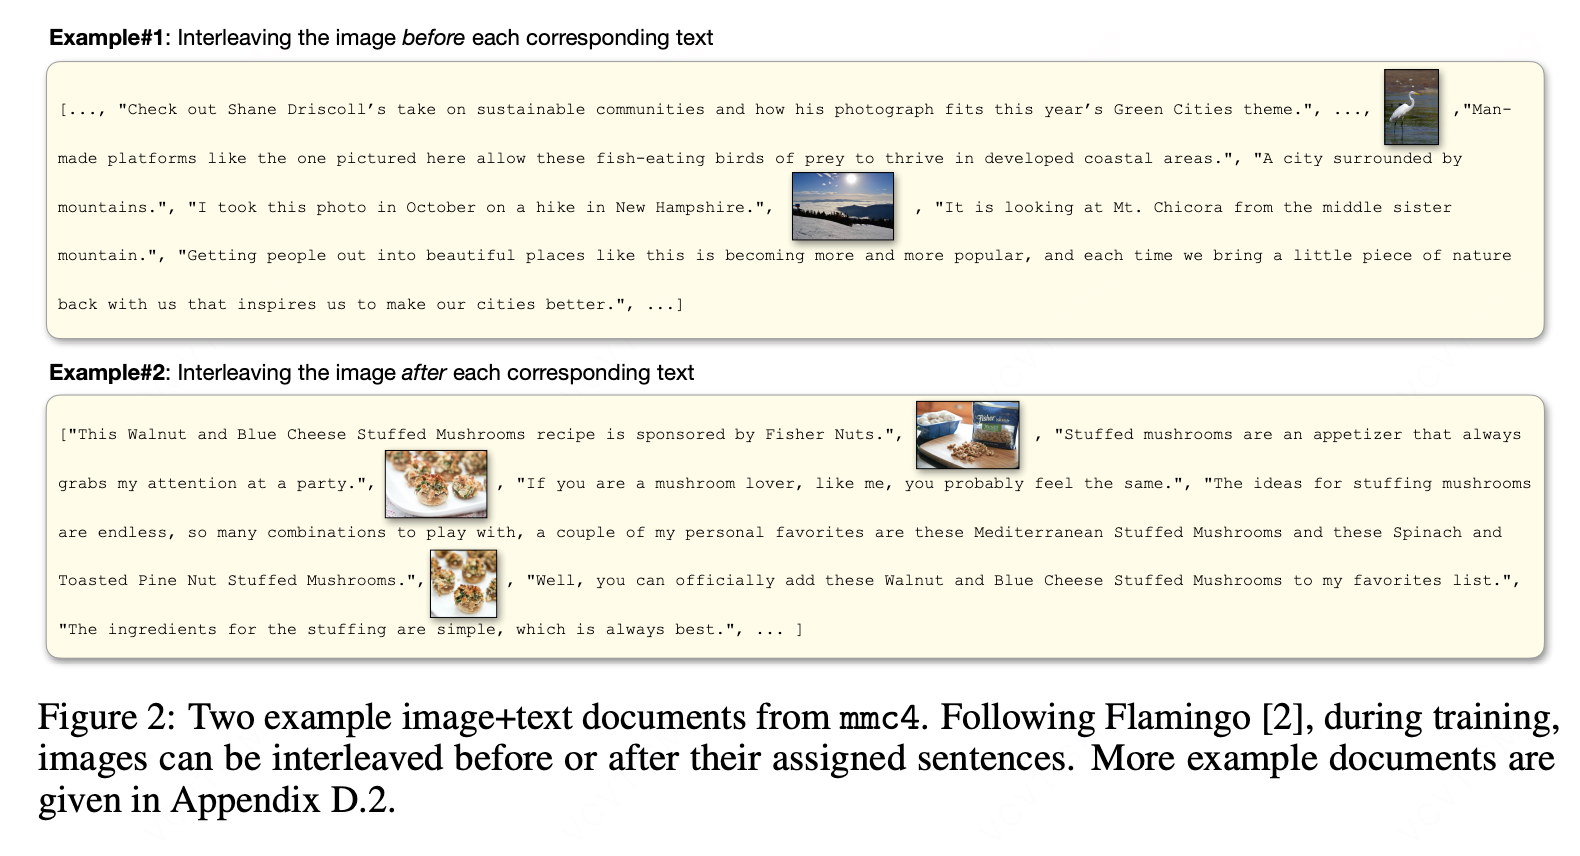 Example#1: Interleaving the image before each corresponding text
[..., "Check out Shane Driscoll’s take on sustainable communities and how his photograph fits this year’s Green Cities theme.", ..., ,"Man-
made platforms like the one pictured here allow these fish-eating birds of prey to thrive in developed coastal areas.", "A city surrounded by
mountains.", "I took this photo in October on a hike in New Hampshire.", , "It is looking at Mt. Chicora from the middle sister
mountain.", "Getting people out into beautiful places like this is becoming more and more popular, and each time we bring a little piece of nature
back with us that inspires us to make our cities better.", ...]
Example#2: Interleaving the image after each corresponding text
["This Walnut and Blue Cheese Stuffed Mushrooms recipe is sponsored by Fisher Nuts.", , "Stuffed mushrooms are an appetizer that always
Fisher
grabs my attention at a party.", , "If you are a mushroom lover, like me, you probably feel the same.", "The ideas for stuffing mushrooms
are endless, so many combinations to play with, a couple of my personal favorites are these Mediterranean Stuffed Mushrooms and these Spinach and
Toasted Pine Nut Stuffed Mushrooms.", , "Well, you can officially add these Walnut and Blue Cheese Stuffed Mushrooms to my favorites list.",
"The ingredients for the stuffing are simple, which is always best.", ... ]
Figure 2: Two example image+text documents from mmc4. Following Flamingo [2], during training,
images can be interleaved before or after their assigned sentences. More example documents are
given in Appendix D.2.